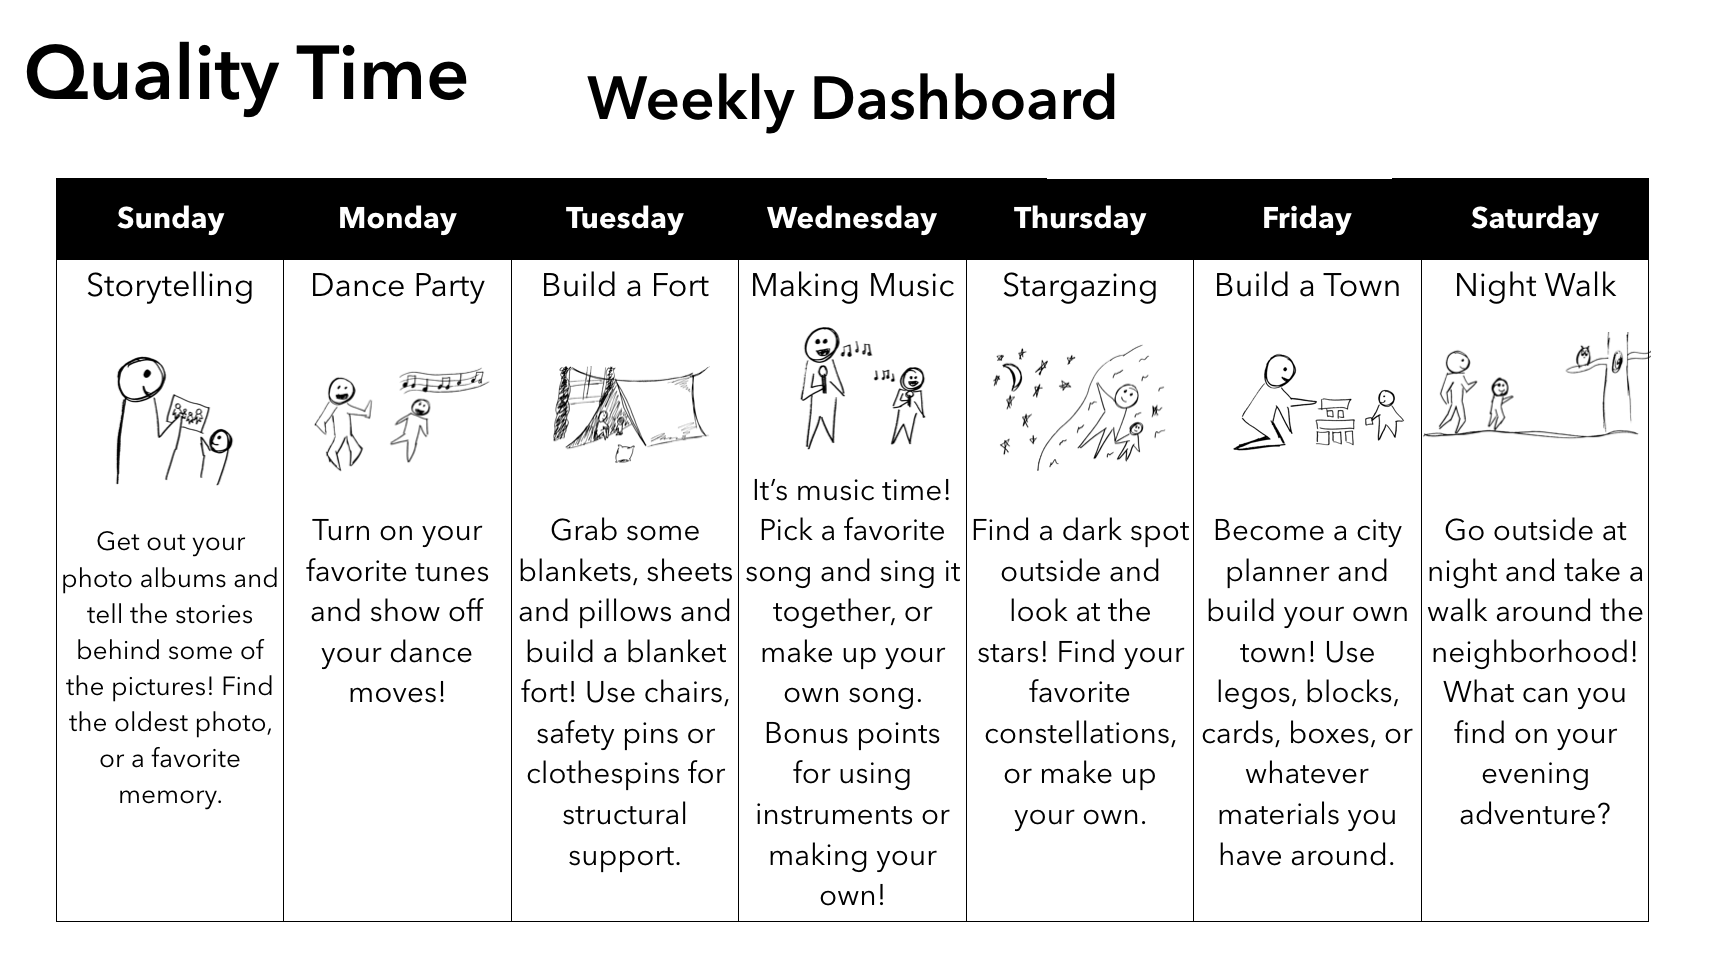 Quality Time
Weekly Dashboard
Sunday
Monday
Tuesday
Wednesday
Thursday
Friday
Saturday
Storytelling
Get out your
photo albums and
tell the stories
behind some of
the pictures! Find
the oldest photo,
or a favorite
memory.
Dance Party
Turn on your
favorite tunes
and show off
your dance
moves!
Build a Fort
Grab some
blankets, sheets
and pillows and
build a blanket
fort! Use chairs,
safety pins or
clothespins for
structural
support.
Making Music
It’s music time!
Pick a favorite
song and sing it
together, or
make up your
own song.
Bonus points
for using
instruments or
making your
own!
Stargazing
Find a dark spot
outside and
look at the
stars! Find your
favorite
constellations,
or make up
your own.
Build a Town
Become a city
planner and
build your own
town! Use
legos, blocks,
cards, boxes, or
whatever
materials you
have around.
Night Walk
Go outside at
night and take a
walk around the
neighborhood!
What can you
find on your
evening
adventure?